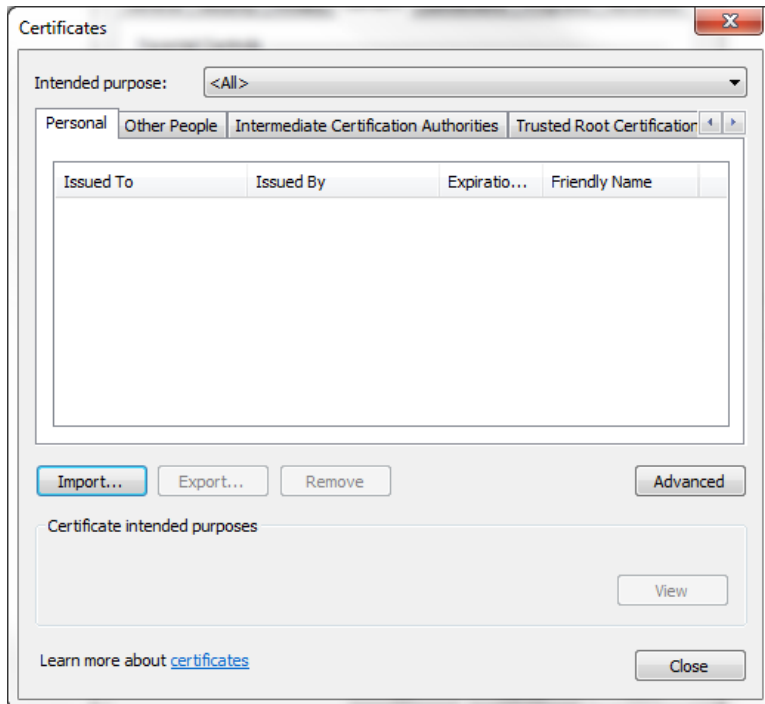 Certificates
Intended purpose: <All>
Personal Other People Intermediate Certification Authorities Trusted Root Certification
Issued To Issued By Expiratio... Friendly Name
Import... Export... Remove Advanced
Certificate intended purposes
View
Learn more about certificates
Close